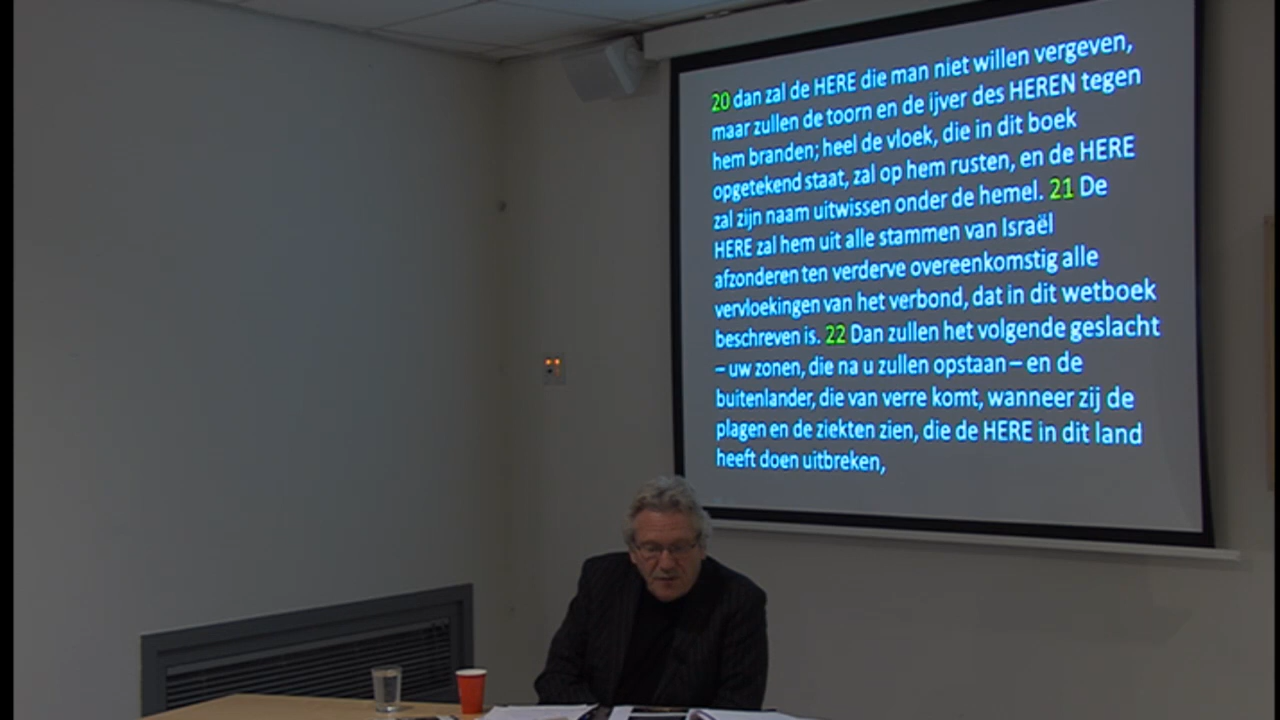 20 dan zal de HERE die man niet willen vergeven,
maar zullen de toorn en de ijver des HEREN tegen
hem branden; heel de vloek, die in dit boek
opgetekend staat, zal op hem rusten, en de HERE
zal zijn naam uitwissen onder de hemel. 21 De
HERE zal hem uit alle stammen van Israël
afzonderen ten verderve overeenkomstig alle
vervloekingen van het verbond, dat in dit wetboek
beschreven is. 22 Dan zullen het volgende geslacht
– uw zonen, die na u zullen opstaan – en de
buitenlander, die van verre komt, wanneer zij de
plagen en de ziekten zien, die de HERE in dit land
heeft doen uitbreken,